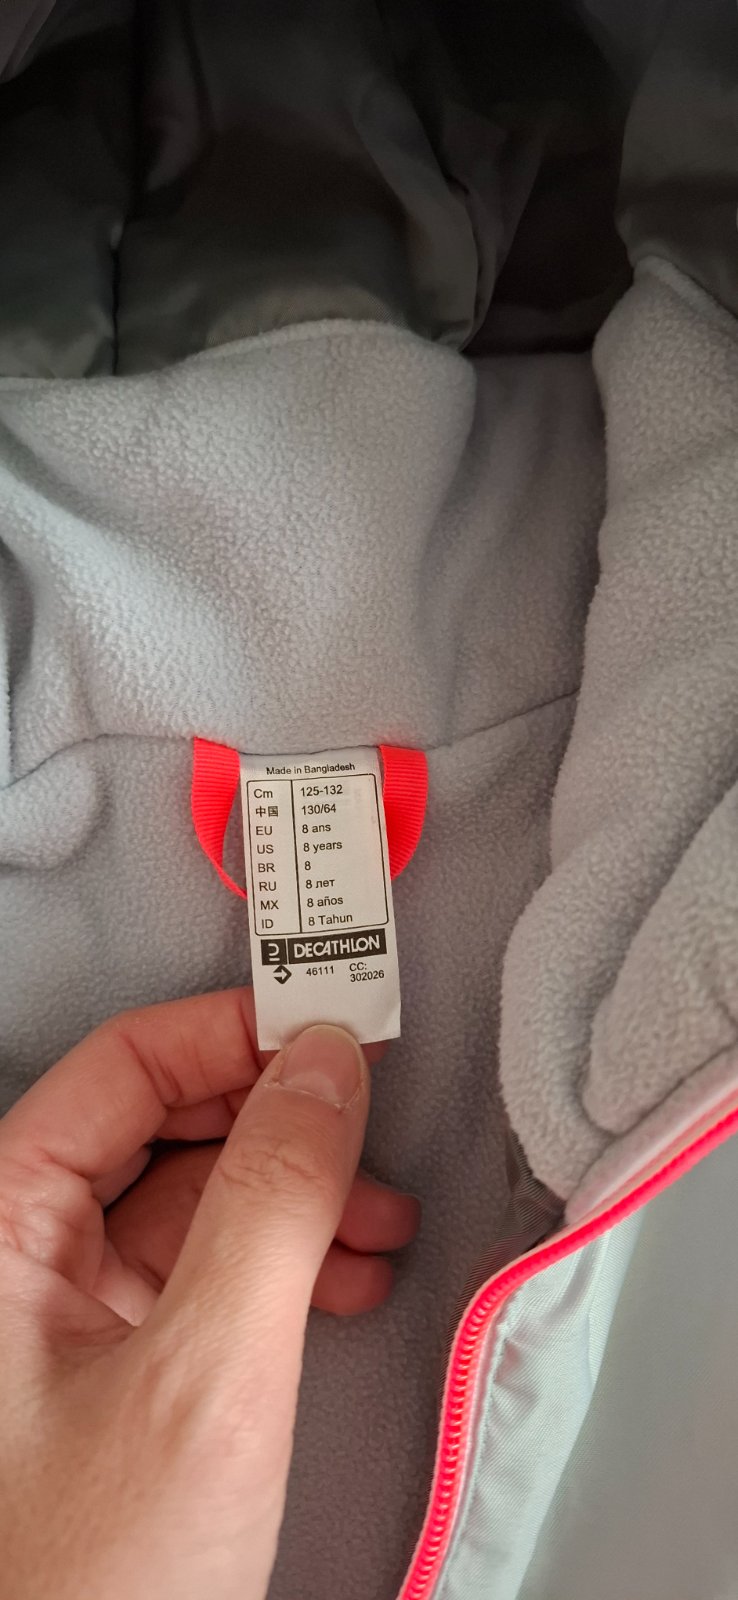 Made in Bangladesh
Cm 125-132
中国 130/64
EU 8 ans
US 8 years
BR 8
RU 8 лет
MX 8 años
ID 8 Tahun
DECATHLON
46111 CC:
302026